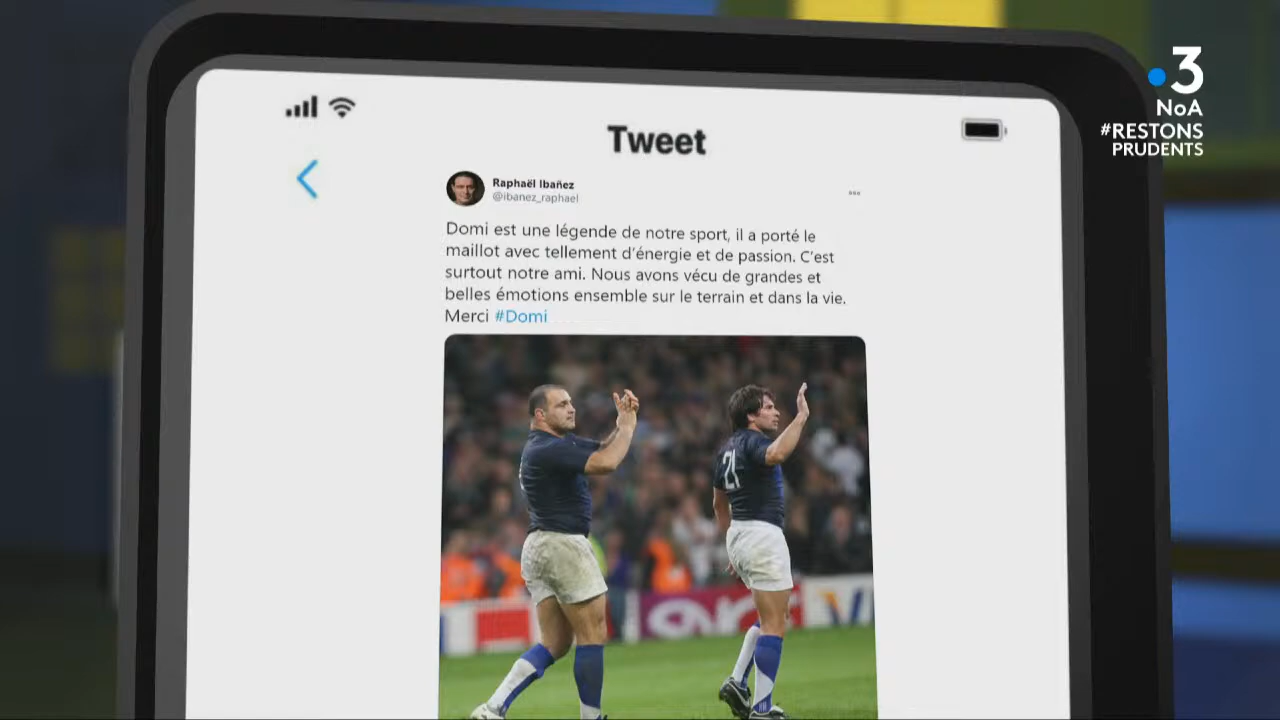 3
NoA
#RESTONS
PRUDENTS
Tweet
Raphaël Ibañez
@ibanez_raphael
Domi est une légende de notre sport, il a porté le
maillot avec tellement d'énergie et de passion. C'est
surtout notre ami. Nous avons vécu de grandes et
belles émotions ensemble sur le terrain et dans la vie.
Merci #Domi
21